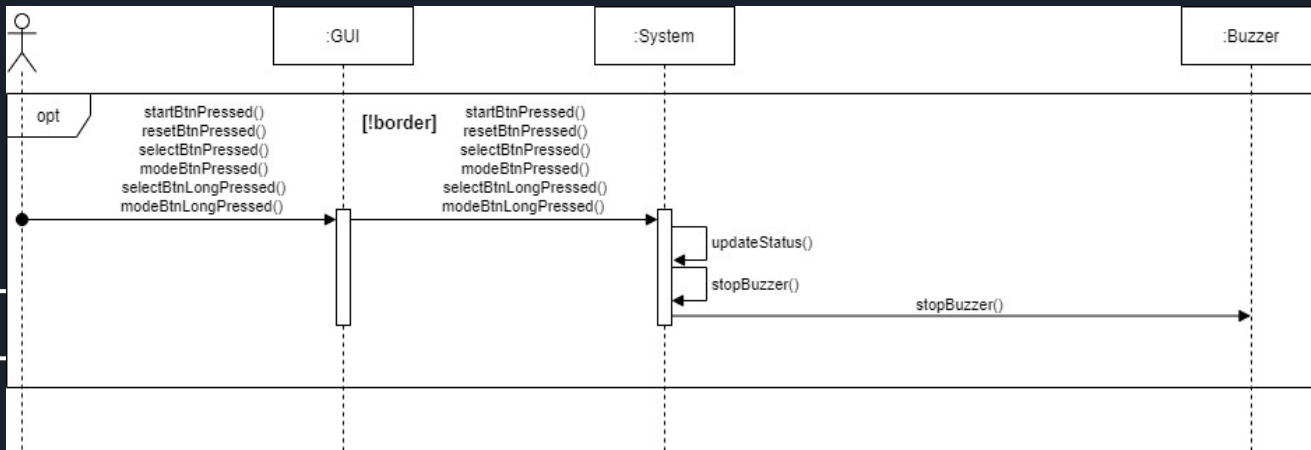 :GUI
:System
:Buzzer
opt
startBtnPressed()
resetBtnPressed()
selectBtnPressed()
modeBtnPressed()
selectBtnLongPressed()
modeBtnLongPressed()
[!border]
startBtnPressed()
resetBtnPressed()
selectBtnPressed()
modeBtnPressed()
selectBtnLongPressed()
modeBtnLongPressed()
updateStatus()
stopBuzzer()
stopBuzzer()